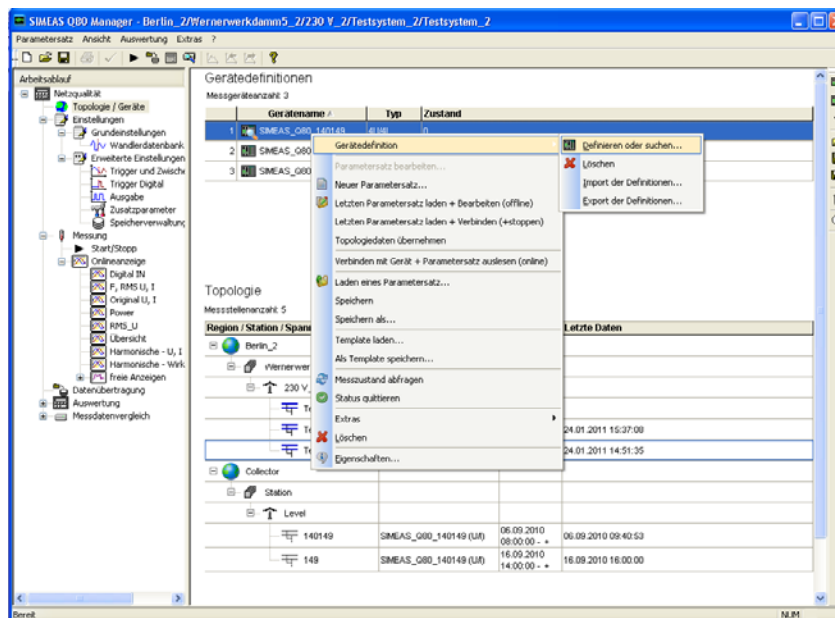 SIMEAS Q80 Manager - Berlin_2/Wernerwerkdamm5_2/230 V_2/Testsystem_2/Testsystem_2
Parametersatz Ansicht Auswertung Extras ?
Arbeitsablauf
Netzqualität
Topologie / Geräte
Einstellungen
Grundeinstellungen
Wandlerdatenbank
Erweiterte Einstellungen
Trigger und Zwische
Trigger Digital
Ausgabe
Zusatzparameter
Speicherverwaltung
Messung
Start/Stopp
Onlineanzeige
Digital IN
F, RMS U, I
Original U, I
Power
RMS_U
Übersicht
Harmonische - U, I
Harmonische - Wirk
freie Anzeigen
Datenübertragung
Auswertung
Messdatenvergleich
Gerätedefinitionen
Messgeräteanzahl: 3
Gerätename / Typ Zustand
1 SIMEAS_Q80_140149 4U/4I 0
2 SIMEAS_Q80
3 SIMEAS_Q80
Gerätedefinition
Parametersatz bearbeiten...
Neuer Parametersatz...
Letzten Parametersatz laden + Bearbeiten (offline)
Letzten Parametersatz laden + Verbinden (+stoppen)
Topologiedaten übernehmen
Verbinden mit Gerät + Parametersatz auslesen (online)
Laden eines Parametersatz...
Speichern
Speichern als...
Template laden...
Als Template speichern...
Messzustand abfragen
Status quittieren
Extras
Löschen
Eigenschaften...
Definieren oder suchen...
Löschen
Import der Definitionen...
Export der Definitionen...
Topologie
Messstellenanzahl: 5
Region / Station / Spann Letzte Daten
Berlin_2
Wernerwer
230 V_
Te
Te 24.01.2011 15:37:08
Te 24.01.2011 14:51:35
Collector
Station
Level
140149 SIMEAS_Q80_140149 (U/I) 06.09.2010 08:00:00 - + 06.09.2010 09:40:53
149 SIMEAS_Q80_140149 (U/I) 16.09.2010 14:00:00 - + 16.09.2010 16:00:00
Bereit NUM